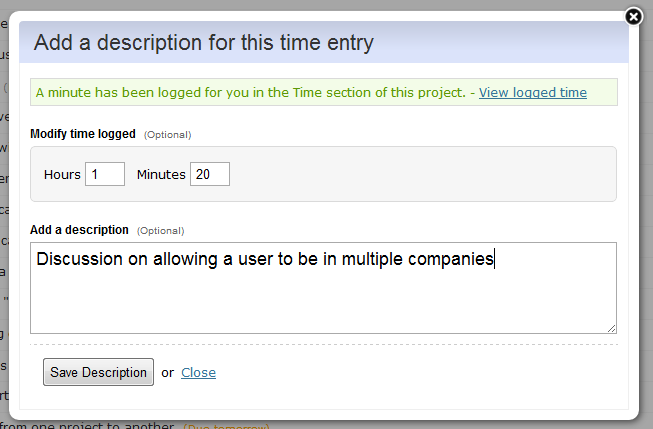 Add a description for this time entry
A minute has been logged for you in the Time section of this project. - View logged time
Modify time logged (Optional)
Hours 1 Minutes 20
Add a description (Optional)
Discussion on allowing a user to be in multiple companies
Save Description or Close
from one project to another (Due tomorrow)